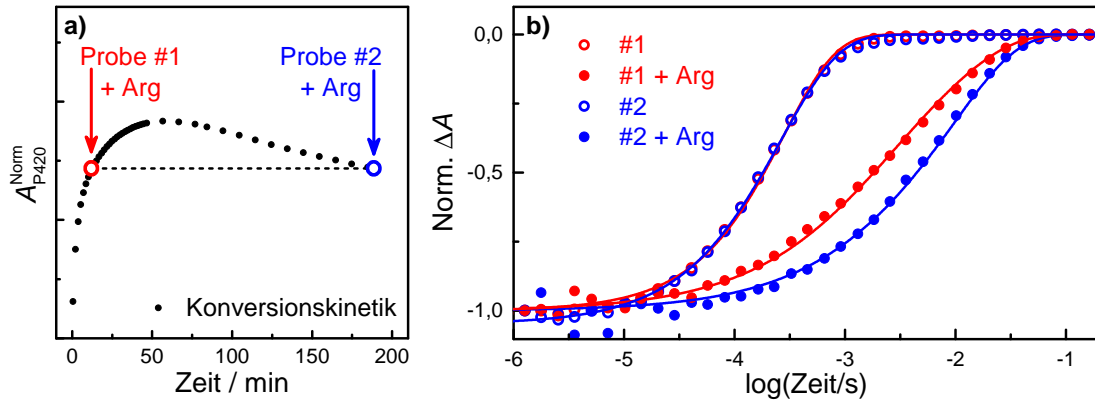 a)
Probe #1
+ Arg
Probe #2
+ Arg
A^Norm_P420
Konversionskinetik
0 50 100 150 200
Zeit / min
b)
0,0
-0,5
-1,0
Norm. ΔA
#1
#1 + Arg
#2
#2 + Arg
-6 -5 -4 -3 -2 -1
log(Zeit/s)